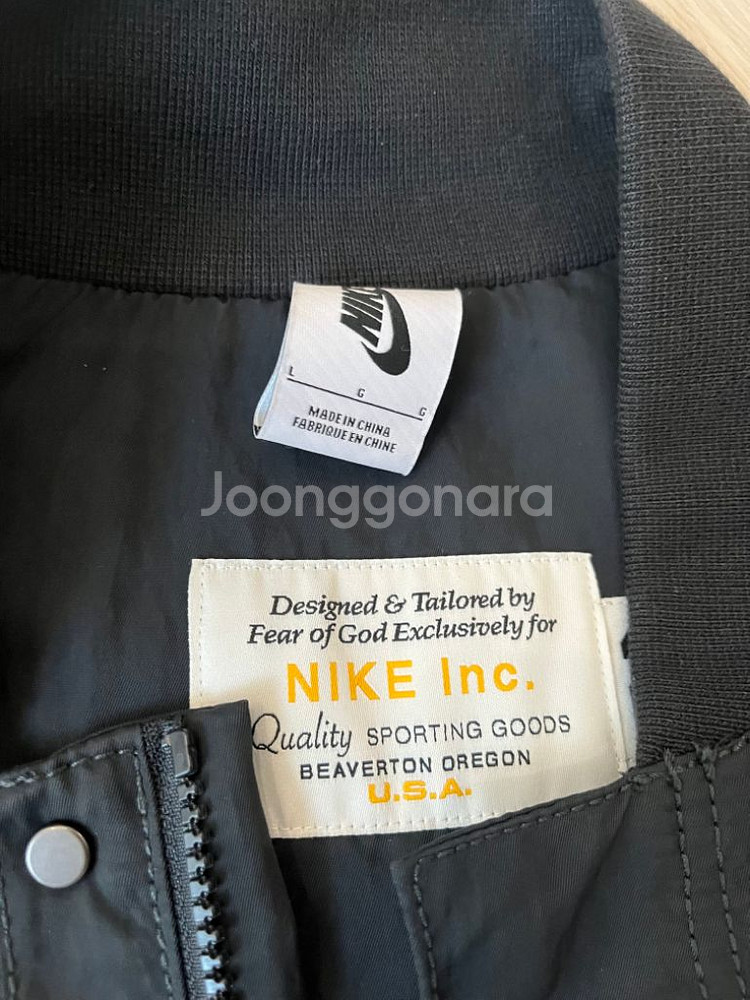 NIKE
L G G
MADE IN CHINA
FABRIQUE EN CHINE
Joonggonara
Designed & Tailored by
Fear of God Exclusively for
NIKE Inc.
Quality SPORTING GOODS
BEAVERTON OREGON
U.S.A.